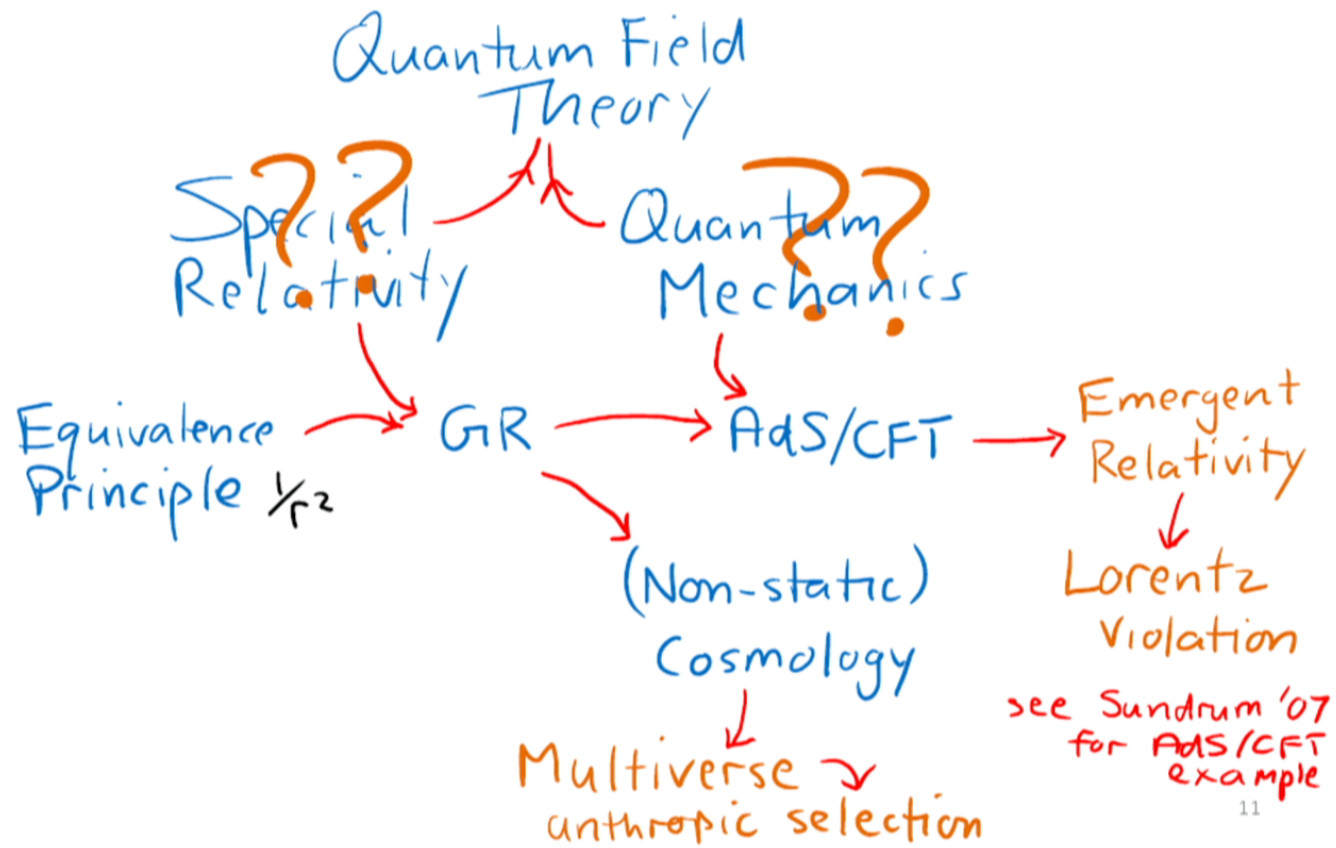 Quantum Field
Theory
Special
Relativity
??
Quantum
Mechanics
??
Equivalence
Principle 1/r²
GR
AdS/CFT
Emergent
Relativity
(Non-static)
Cosmology
Lorentz
Violation
see Sundrum '07
for AdS/CFT
example
Multiverse
anthropic selection
11